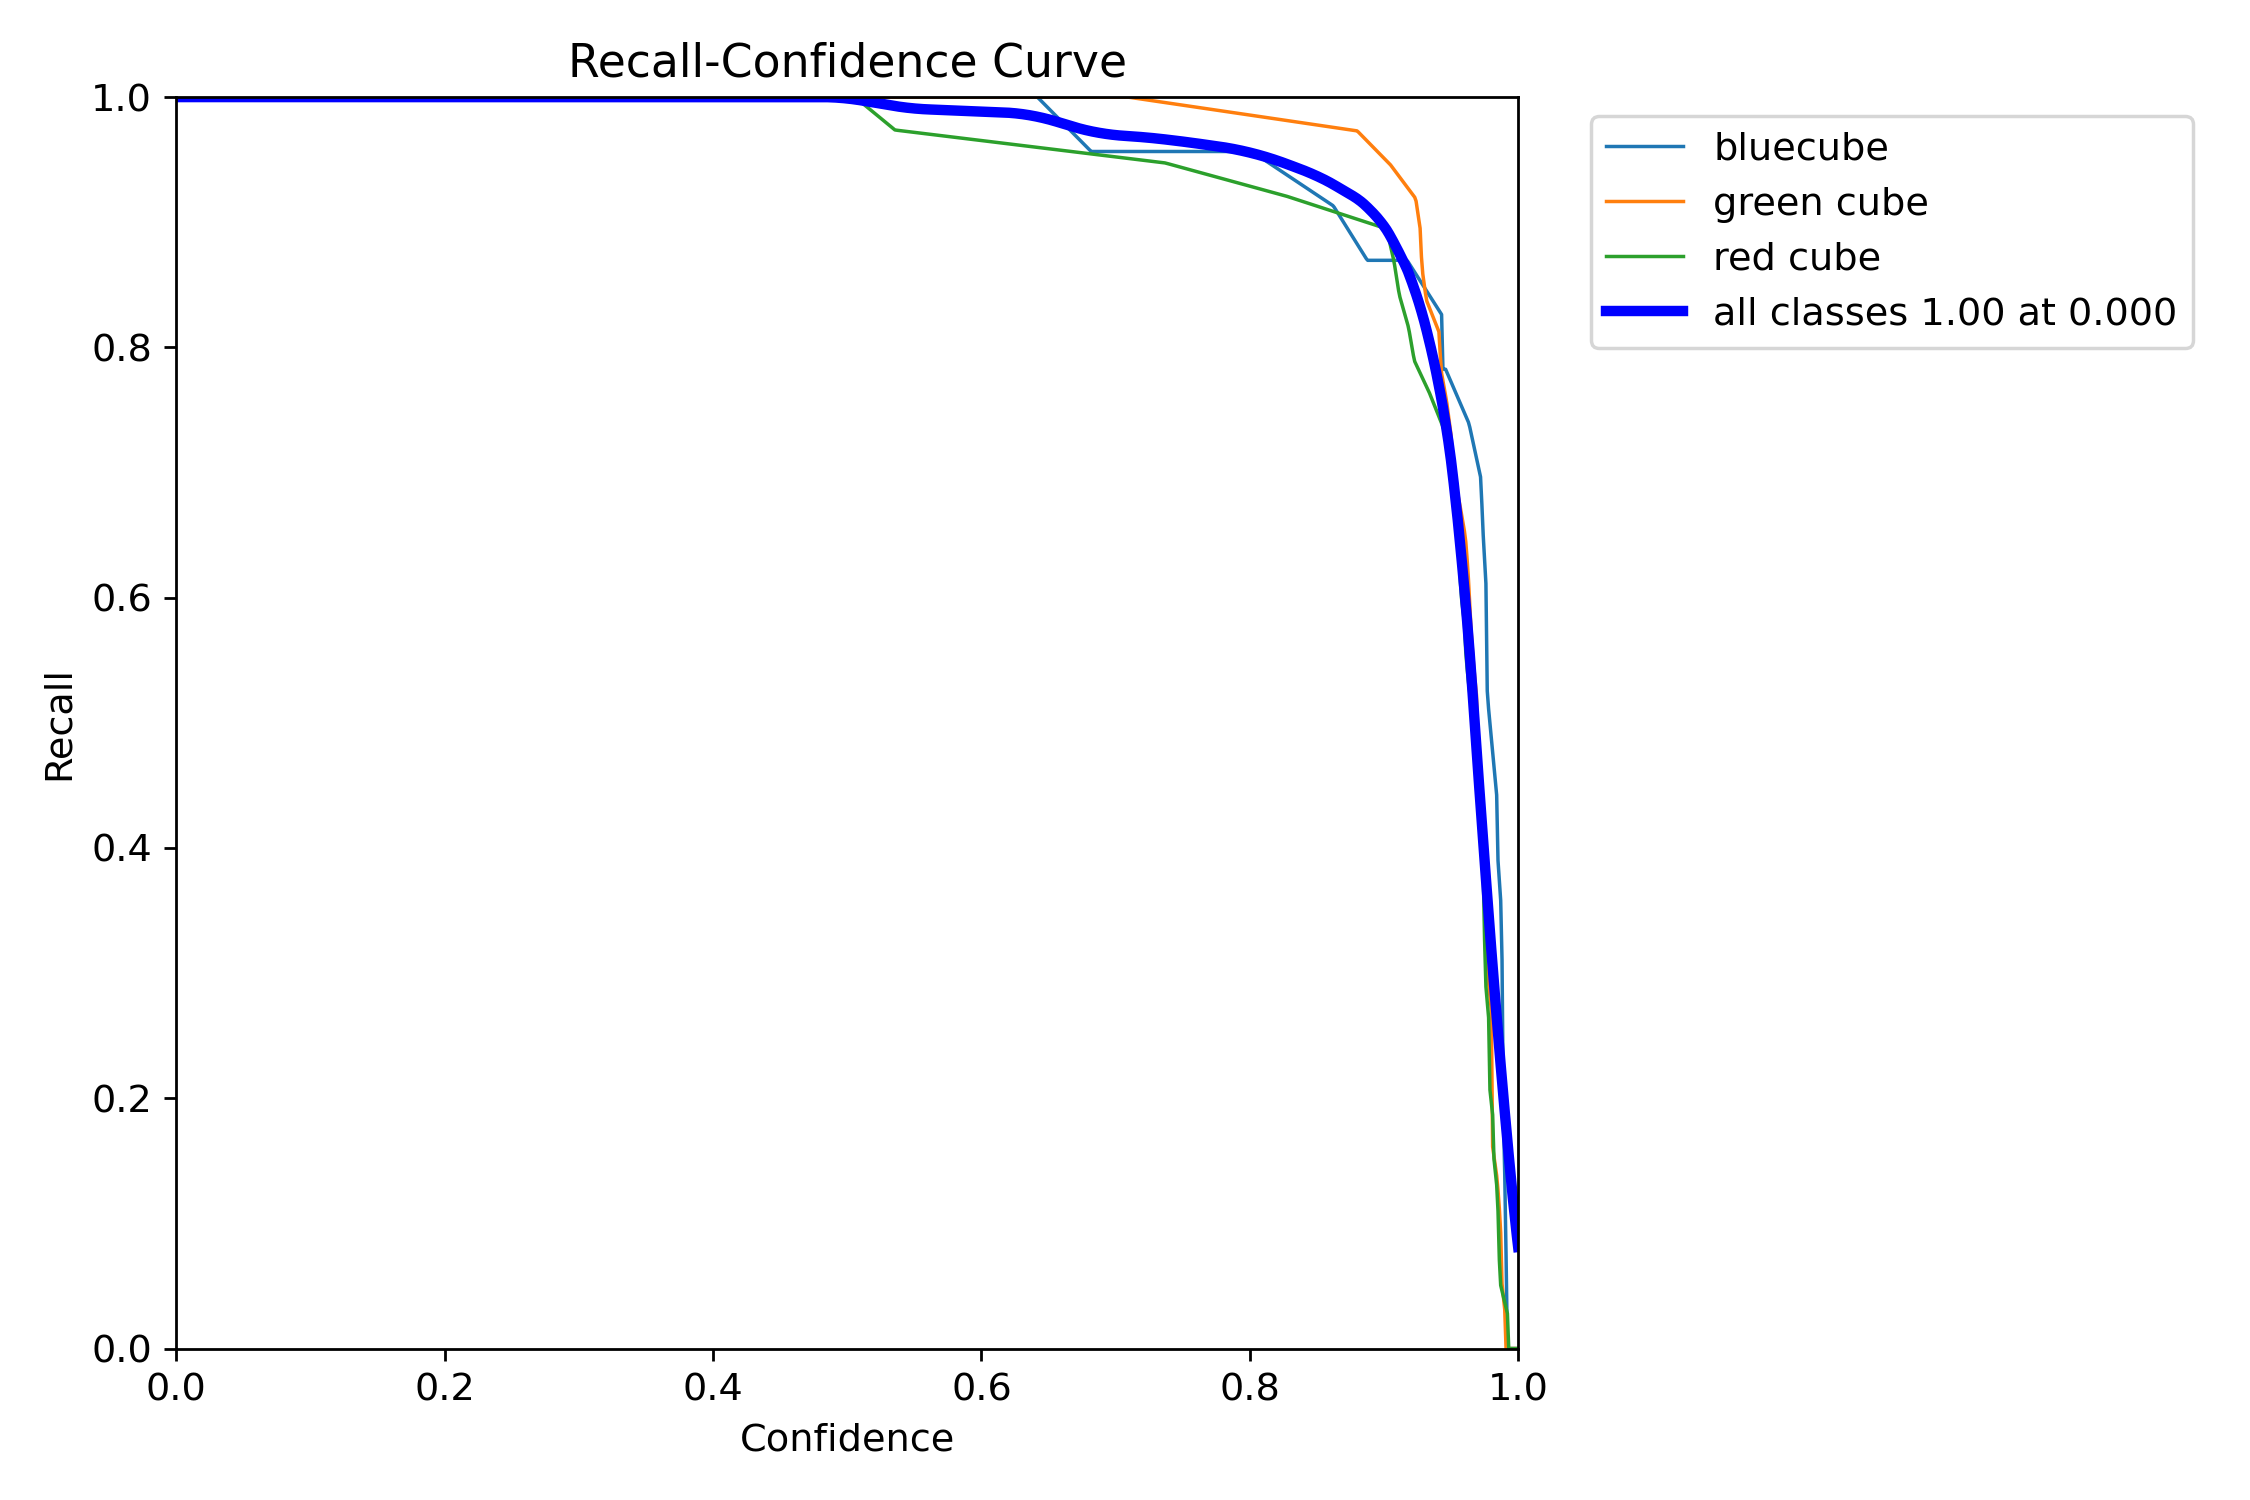 Recall-Confidence Curve
1.0
0.8
0.6
0.4
0.2
0.0
Recall
0.0 0.2 0.4 0.6 0.8 1.0
Confidence
bluecube
green cube
red cube
all classes 1.00 at 0.000